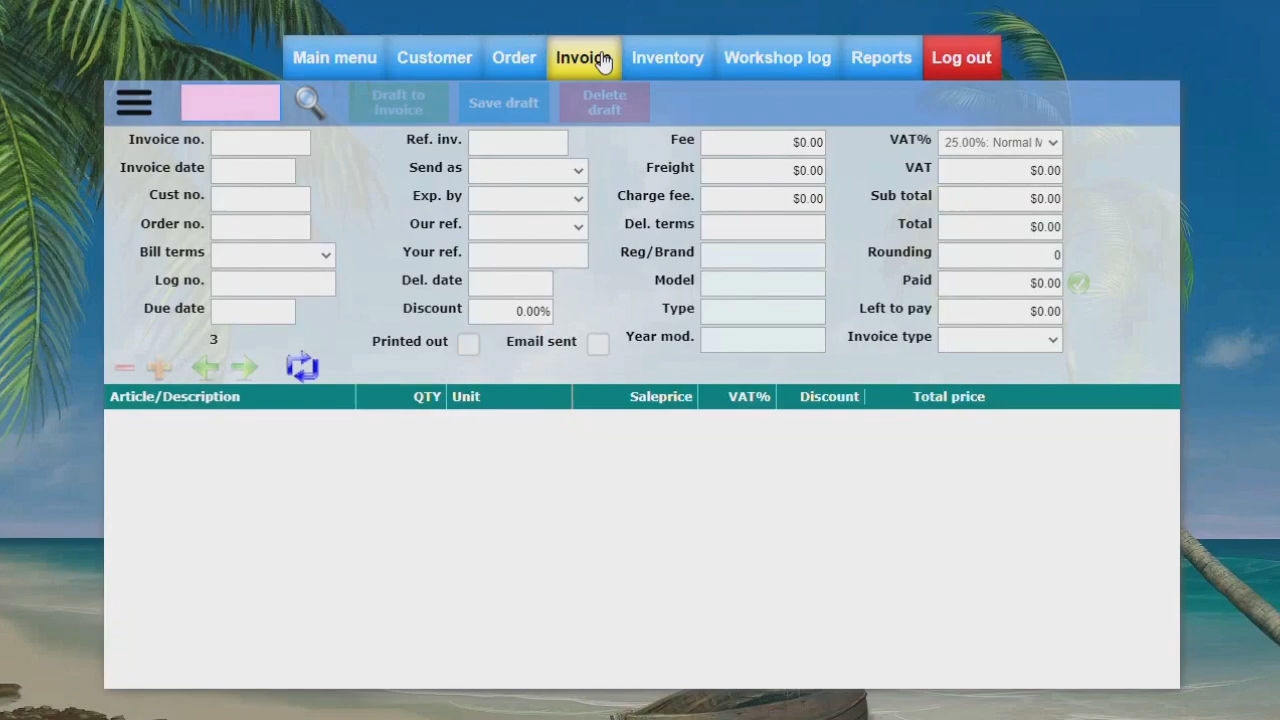 Main menu Customer Order Invoice Inventory Workshop log Reports Log out
Draft to invoice Save draft Delete draft
Invoice no. Ref. inv. Fee $0.00 VAT% 25.00%: Normal M
Invoice date Send as Freight $0.00 VAT $0.00
Cust no. Exp. by Charge fee. $0.00 Sub total $0.00
Order no. Our ref. Del. terms Total $0.00
Bill terms Your ref. Reg/Brand Rounding 0
Log no. Del. date Model Paid $0.00
Due date Discount 0.00% Type Left to pay $0.00
3 Printed out Email sent Year mod. Invoice type
Article/Description QTY Unit Saleprice VAT% Discount Total price